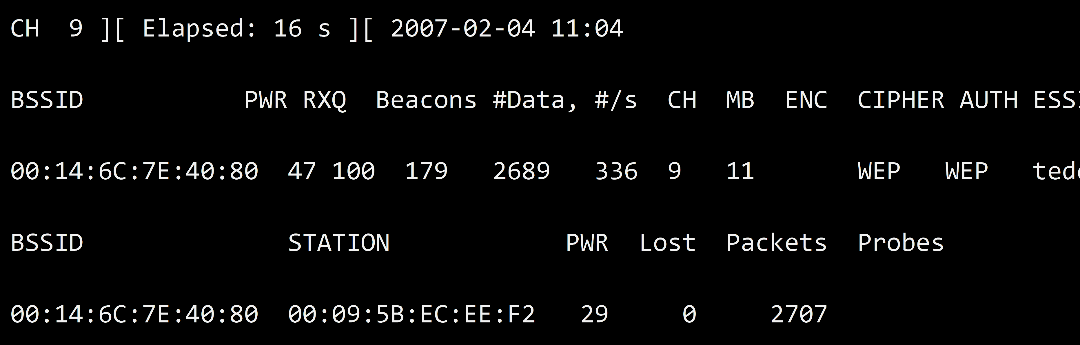 CH  9 ][ Elapsed: 16 s ][ 2007-02-04 11:04
BSSID           PWR RXQ  Beacons #Data, #/s  CH  MB  ENC  CIPHER AUTH
00:14:6C:7E:40:80  47 100  179   2689   336  9   11       WEP   WEP
BSSID              STATION            PWR  Lost  Packets  Probes
00:14:6C:7E:40:80  00:09:5B:EC:EE:F2   29     0     2707